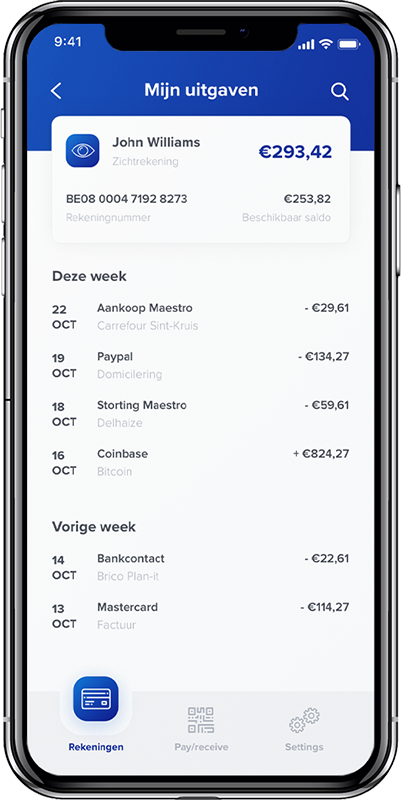 9:41
Mijn uitgaven
John Williams
Zichtrekening
€293,42
BE08 0004 7192 8273
€253,82
Rekeningnummer
Beschikbaar saldo
Deze week
22 OCT
Aankoop Maestro
- €29,61
Carrefour Sint-Kruis
19 OCT
Paypal
- €134,27
Domicilering
18 OCT
Storting Maestro
- €59,61
Delhaize
16 OCT
Coinbase
+ €824,27
Bitcoin
Vorige week
14 OCT
Bankcontact
- €22,61
Brico Plan-it
13 OCT
Mastercard
- €114,27
Factuur
Rekeningen
Pay/receive
Settings